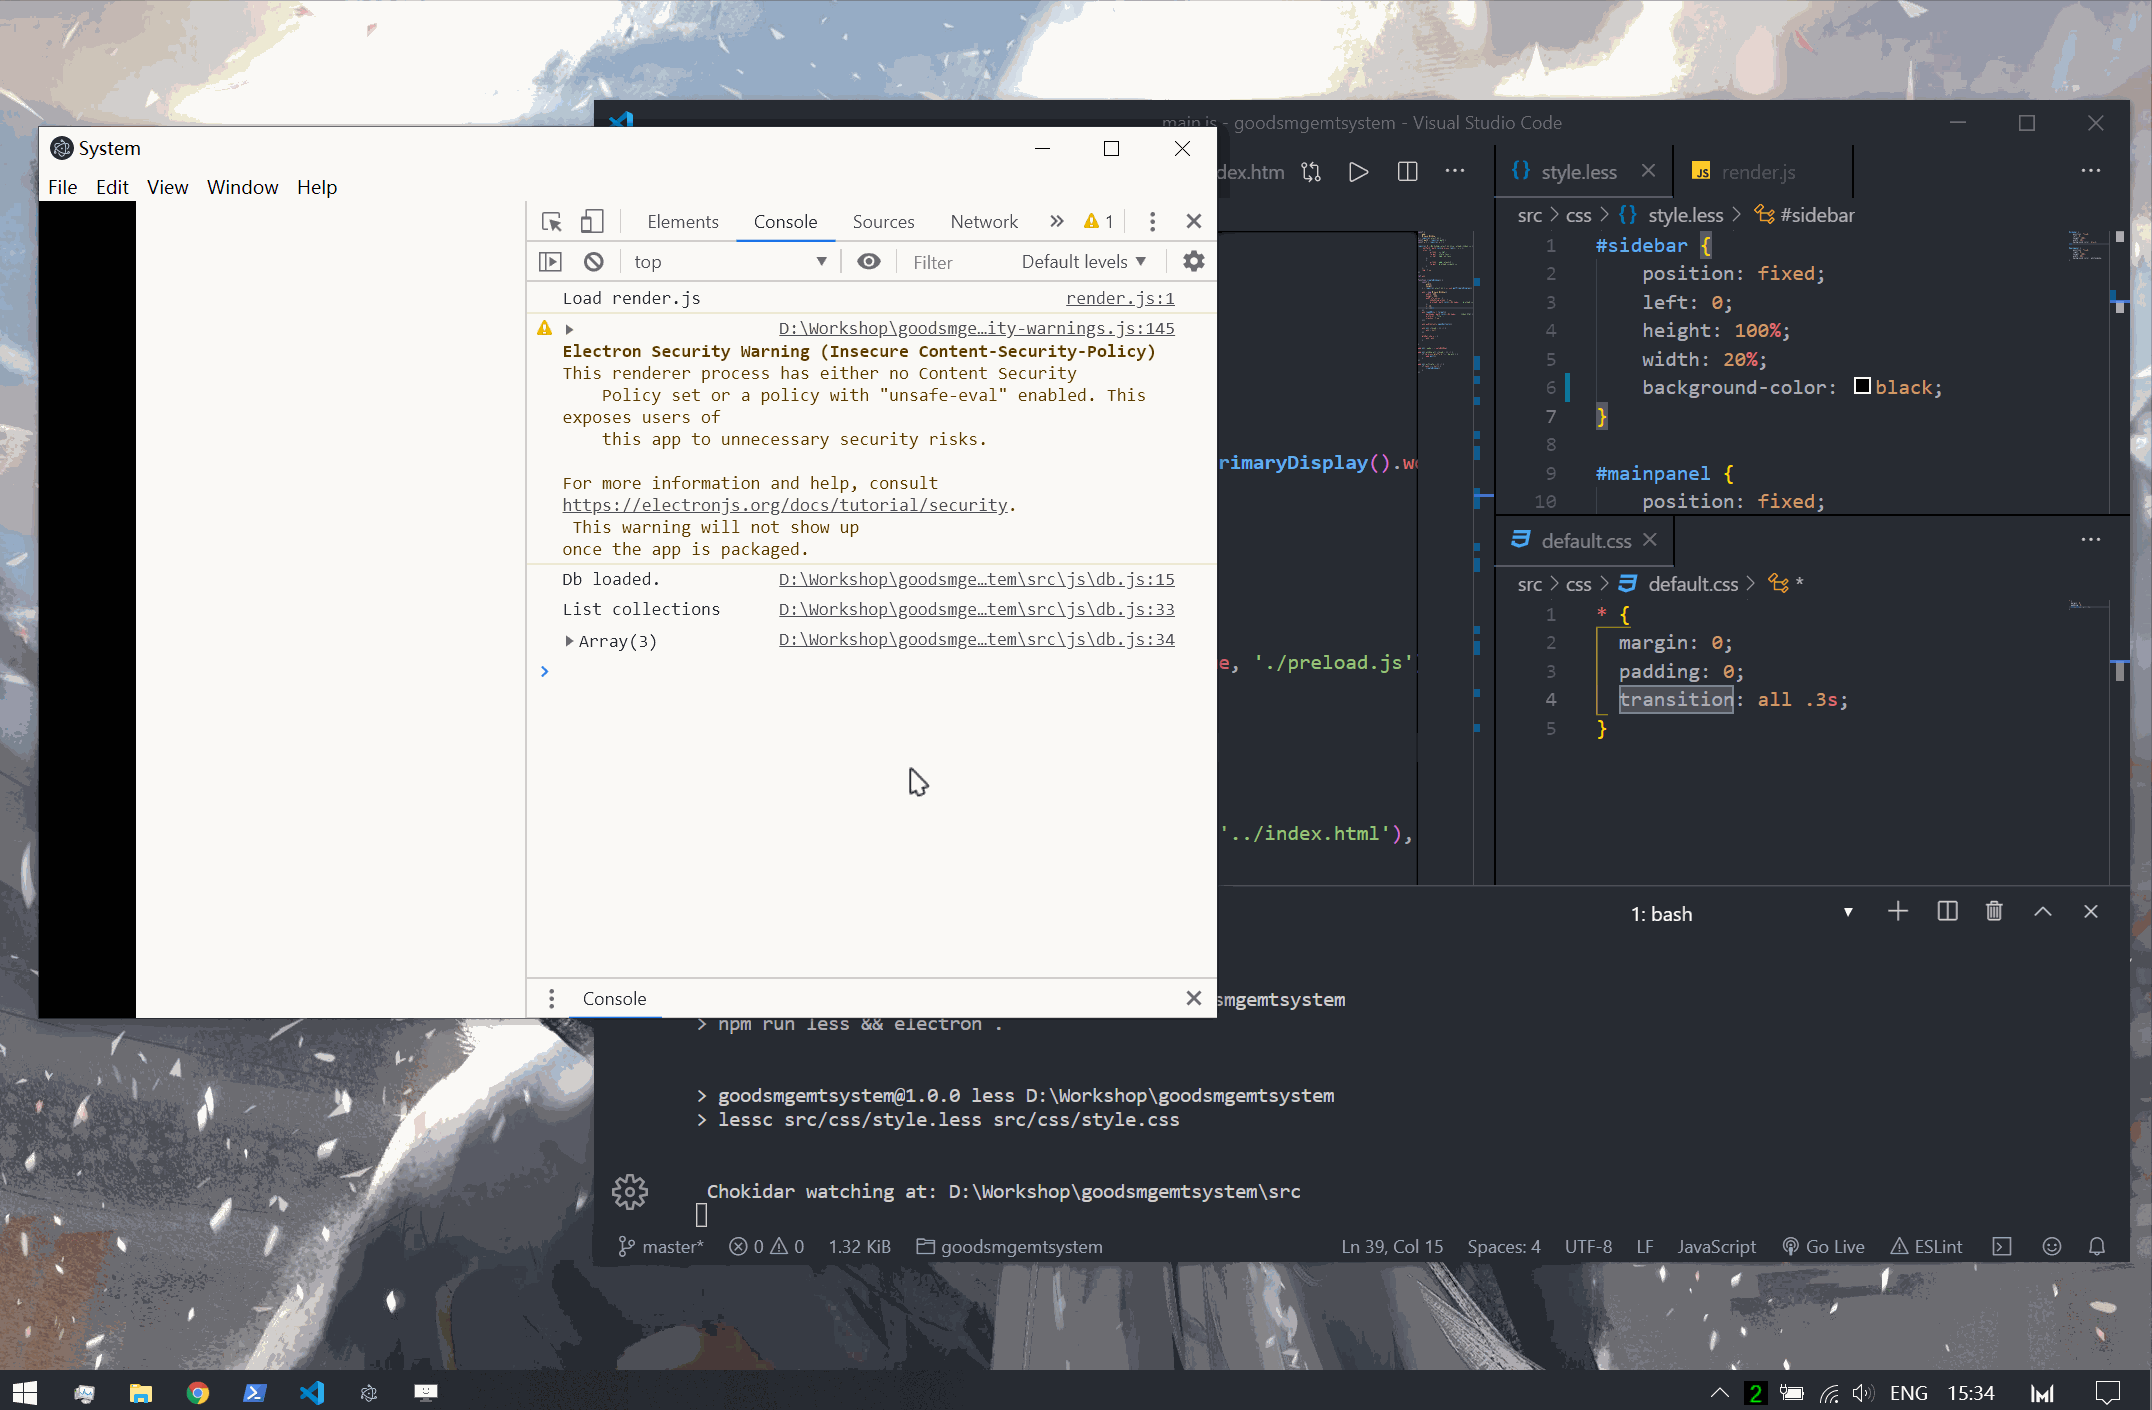 main.js - goodsmgemtsystem - Visual Studio Code
System
File Edit View Window Help
Elements Console Sources Network » 1
top Filter Default levels
Load render.js render.js:1
D:\Workshop\goodsmge…ity-warnings.js:145
Electron Security Warning (Insecure Content-Security-Policy)
This renderer process has either no Content Security
Policy set or a policy with "unsafe-eval" enabled. This
exposes users of
this app to unnecessary security risks.
For more information and help, consult
https://electronjs.org/docs/tutorial/security.
This warning will not show up
once the app is packaged.
Db loaded. D:\Workshop\goodsmge…tem\src\js\db.js:15
List collections D:\Workshop\goodsmge…tem\src\js\db.js:33
Array(3) D:\Workshop\goodsmge…tem\src\js\db.js:34
>
Console
dex.htm
rimaryDisplay().wo
e, './preload.js'
'../index.html'),
style.less render.js
src > css > {} style.less > #sidebar
1 #sidebar {
2 position: fixed;
3 left: 0;
4 height: 100%;
5 width: 20%;
6 background-color: black;
7 }
8
9 #mainpanel {
10 position: fixed;
default.css
src > css > default.css > *
1 * {
2 margin: 0;
3 padding: 0;
4 transition: all .3s;
5 }
1: bash
smgemtsystem
> npm run less && electron .
> goodsmgemtsystem@1.0.0 less D:\Workshop\goodsmgemtsystem
> lessc src/css/style.less src/css/style.css
Chokidar watching at: D:\Workshop\goodsmgemtsystem\src
master* 0 0 1.32 KiB goodsmgemtsystem Ln 39, Col 15 Spaces: 4 UTF-8 LF JavaScript Go Live ESLint
2 ENG 15:34